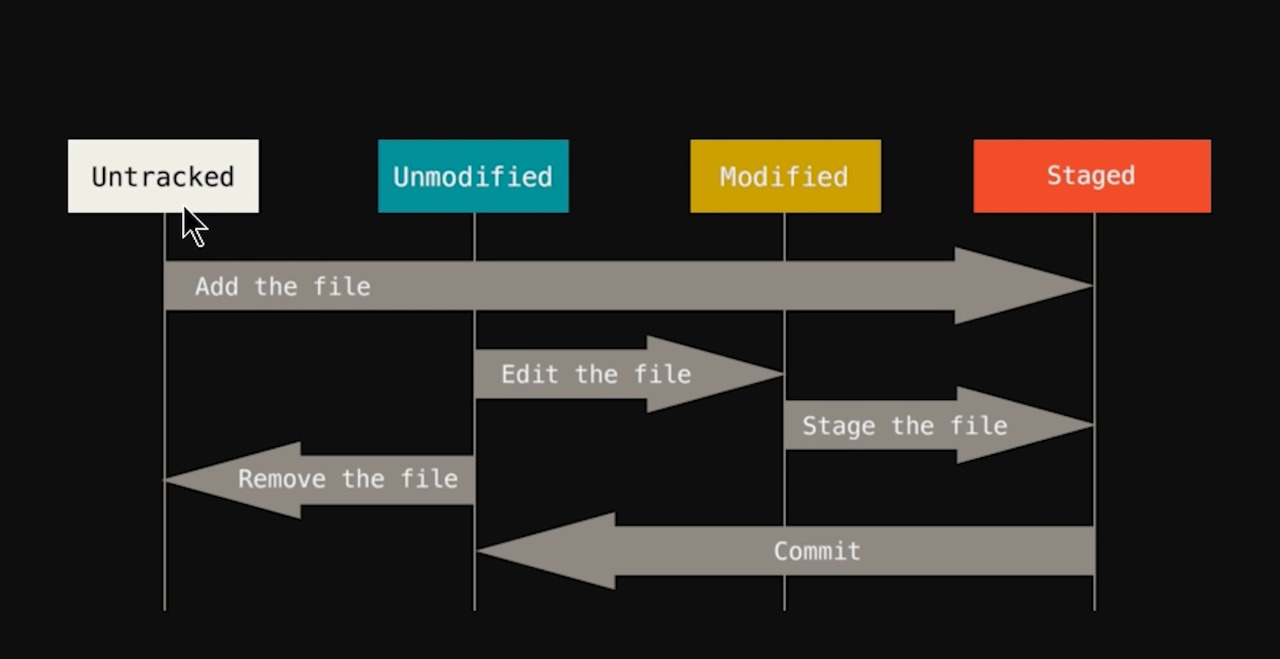 Untracked
Unmodified
Modified
Staged
Add the file
Edit the file
Stage the file
Remove the file
Commit